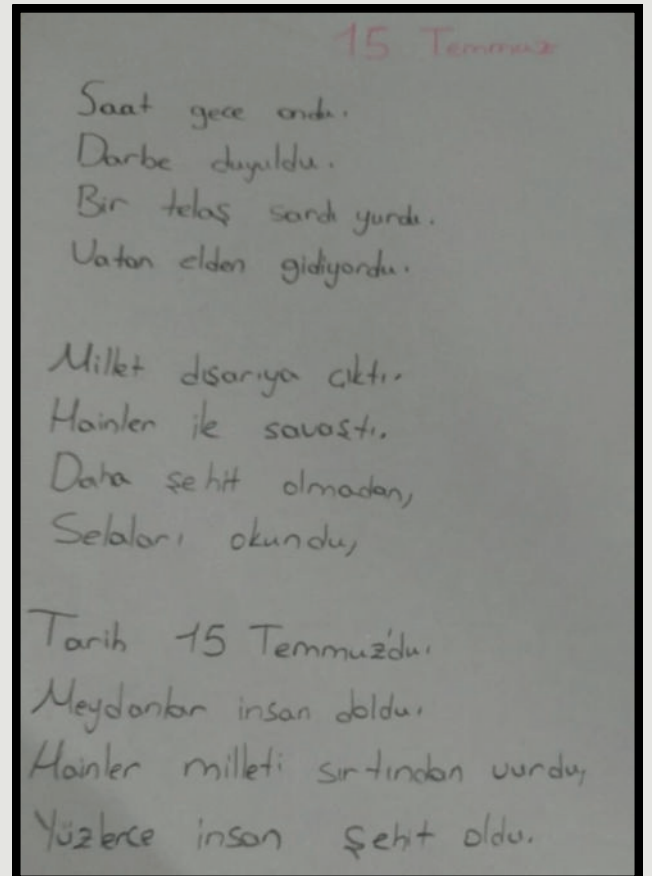 15 Temmuz
Saat gece ondu.
Darbe duyuldu.
Bir telaş sardı yurdu.
Vatan elden gidiyordu.
Millet dışarıya çıktı.
Hainler ile savaştı.
Daha şehit olmadan,
Selaları okundu,
Tarih 15 Temmuz'du.
Meydanlar insan doldu.
Hainler milleti sırtından vurdu,
Yüzlerce insan şehit oldu.